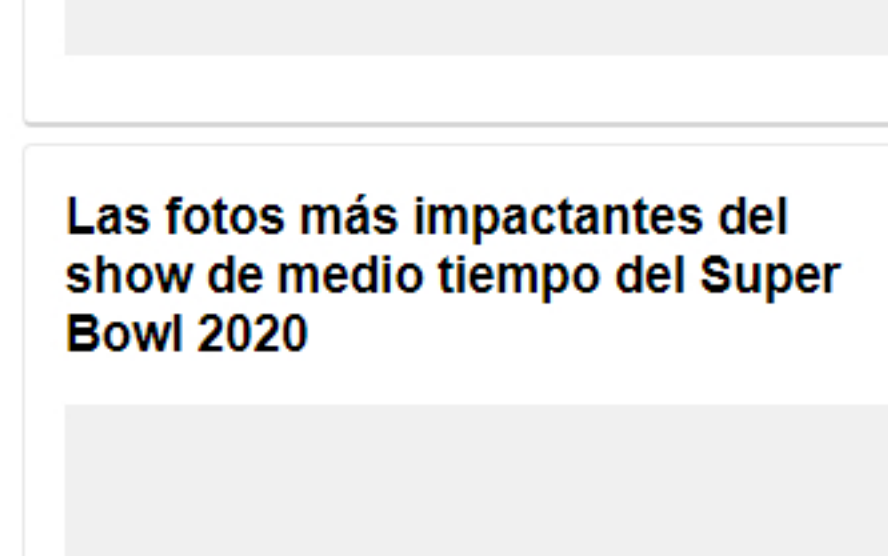 Las fotos más impactantes del
show de medio tiempo del Super
Bowl 2020